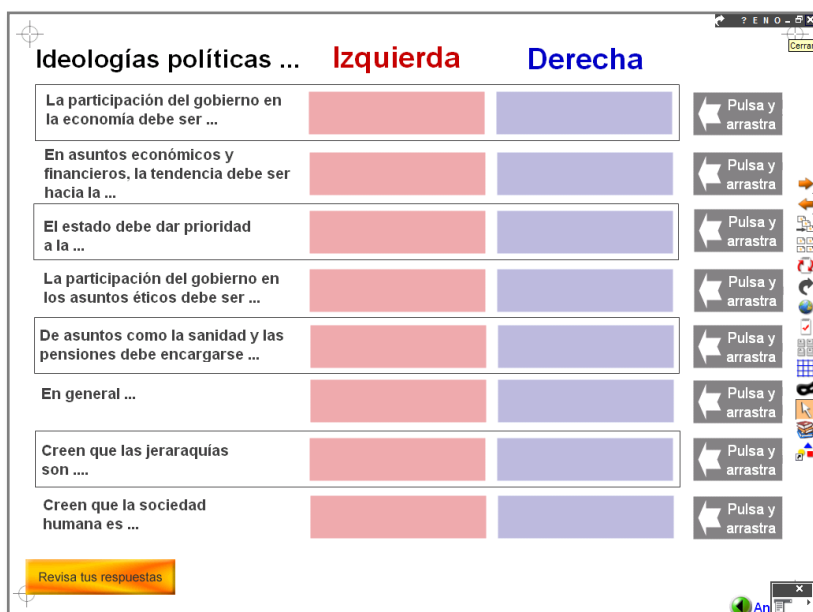 ? E N O
Cerrar
Ideologías políticas ... Izquierda Derecha
La participación del gobierno en
la economía debe ser ...
Pulsa y
arrastra
En asuntos económicos y
financieros, la tendencia debe ser
hacia la ...
Pulsa y
arrastra
El estado debe dar prioridad
a la ...
Pulsa y
arrastra
La participación del gobierno en
los asuntos éticos debe ser ...
Pulsa y
arrastra
De asuntos como la sanidad y las
pensiones debe encargarse ...
Pulsa y
arrastra
En general ...
Pulsa y
arrastra
Creen que las jeraraquías
son ....
Pulsa y
arrastra
Creen que la sociedad
humana es ...
Pulsa y
arrastra
Revisa tus respuestas
An